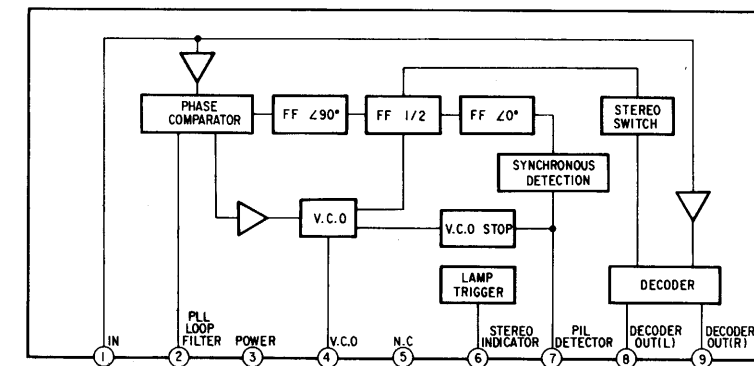 PHASE
COMPARATOR
FF ∠90°
FF 1/2
FF ∠0°
STEREO
SWITCH
SYNCHRONOUS
DETECTION
V.C.O
V.C.O STOP
LAMP
TRIGGER
DECODER
IN
PLL
LOOP
FILTER
POWER
V.C.O
N.C
STEREO
INDICATOR
PIL
DETECTOR
DECODER
OUT(L)
DECODER
OUT(R)
1 2 3 4 5 6 7 8 9